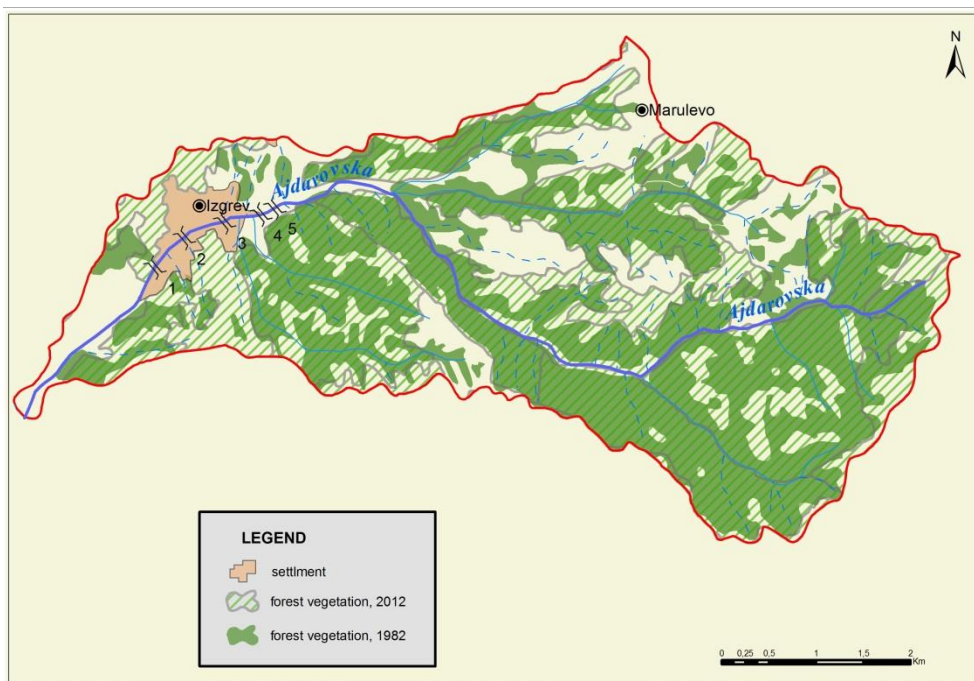 N
Marulevo
Ajdarovska
Izgrev
5
4
3
2
1
Ajdarovska
LEGEND
settlment
forest vegetation, 2012
forest vegetation, 1982
0 0,25 0,5 1 1,5 2
Km